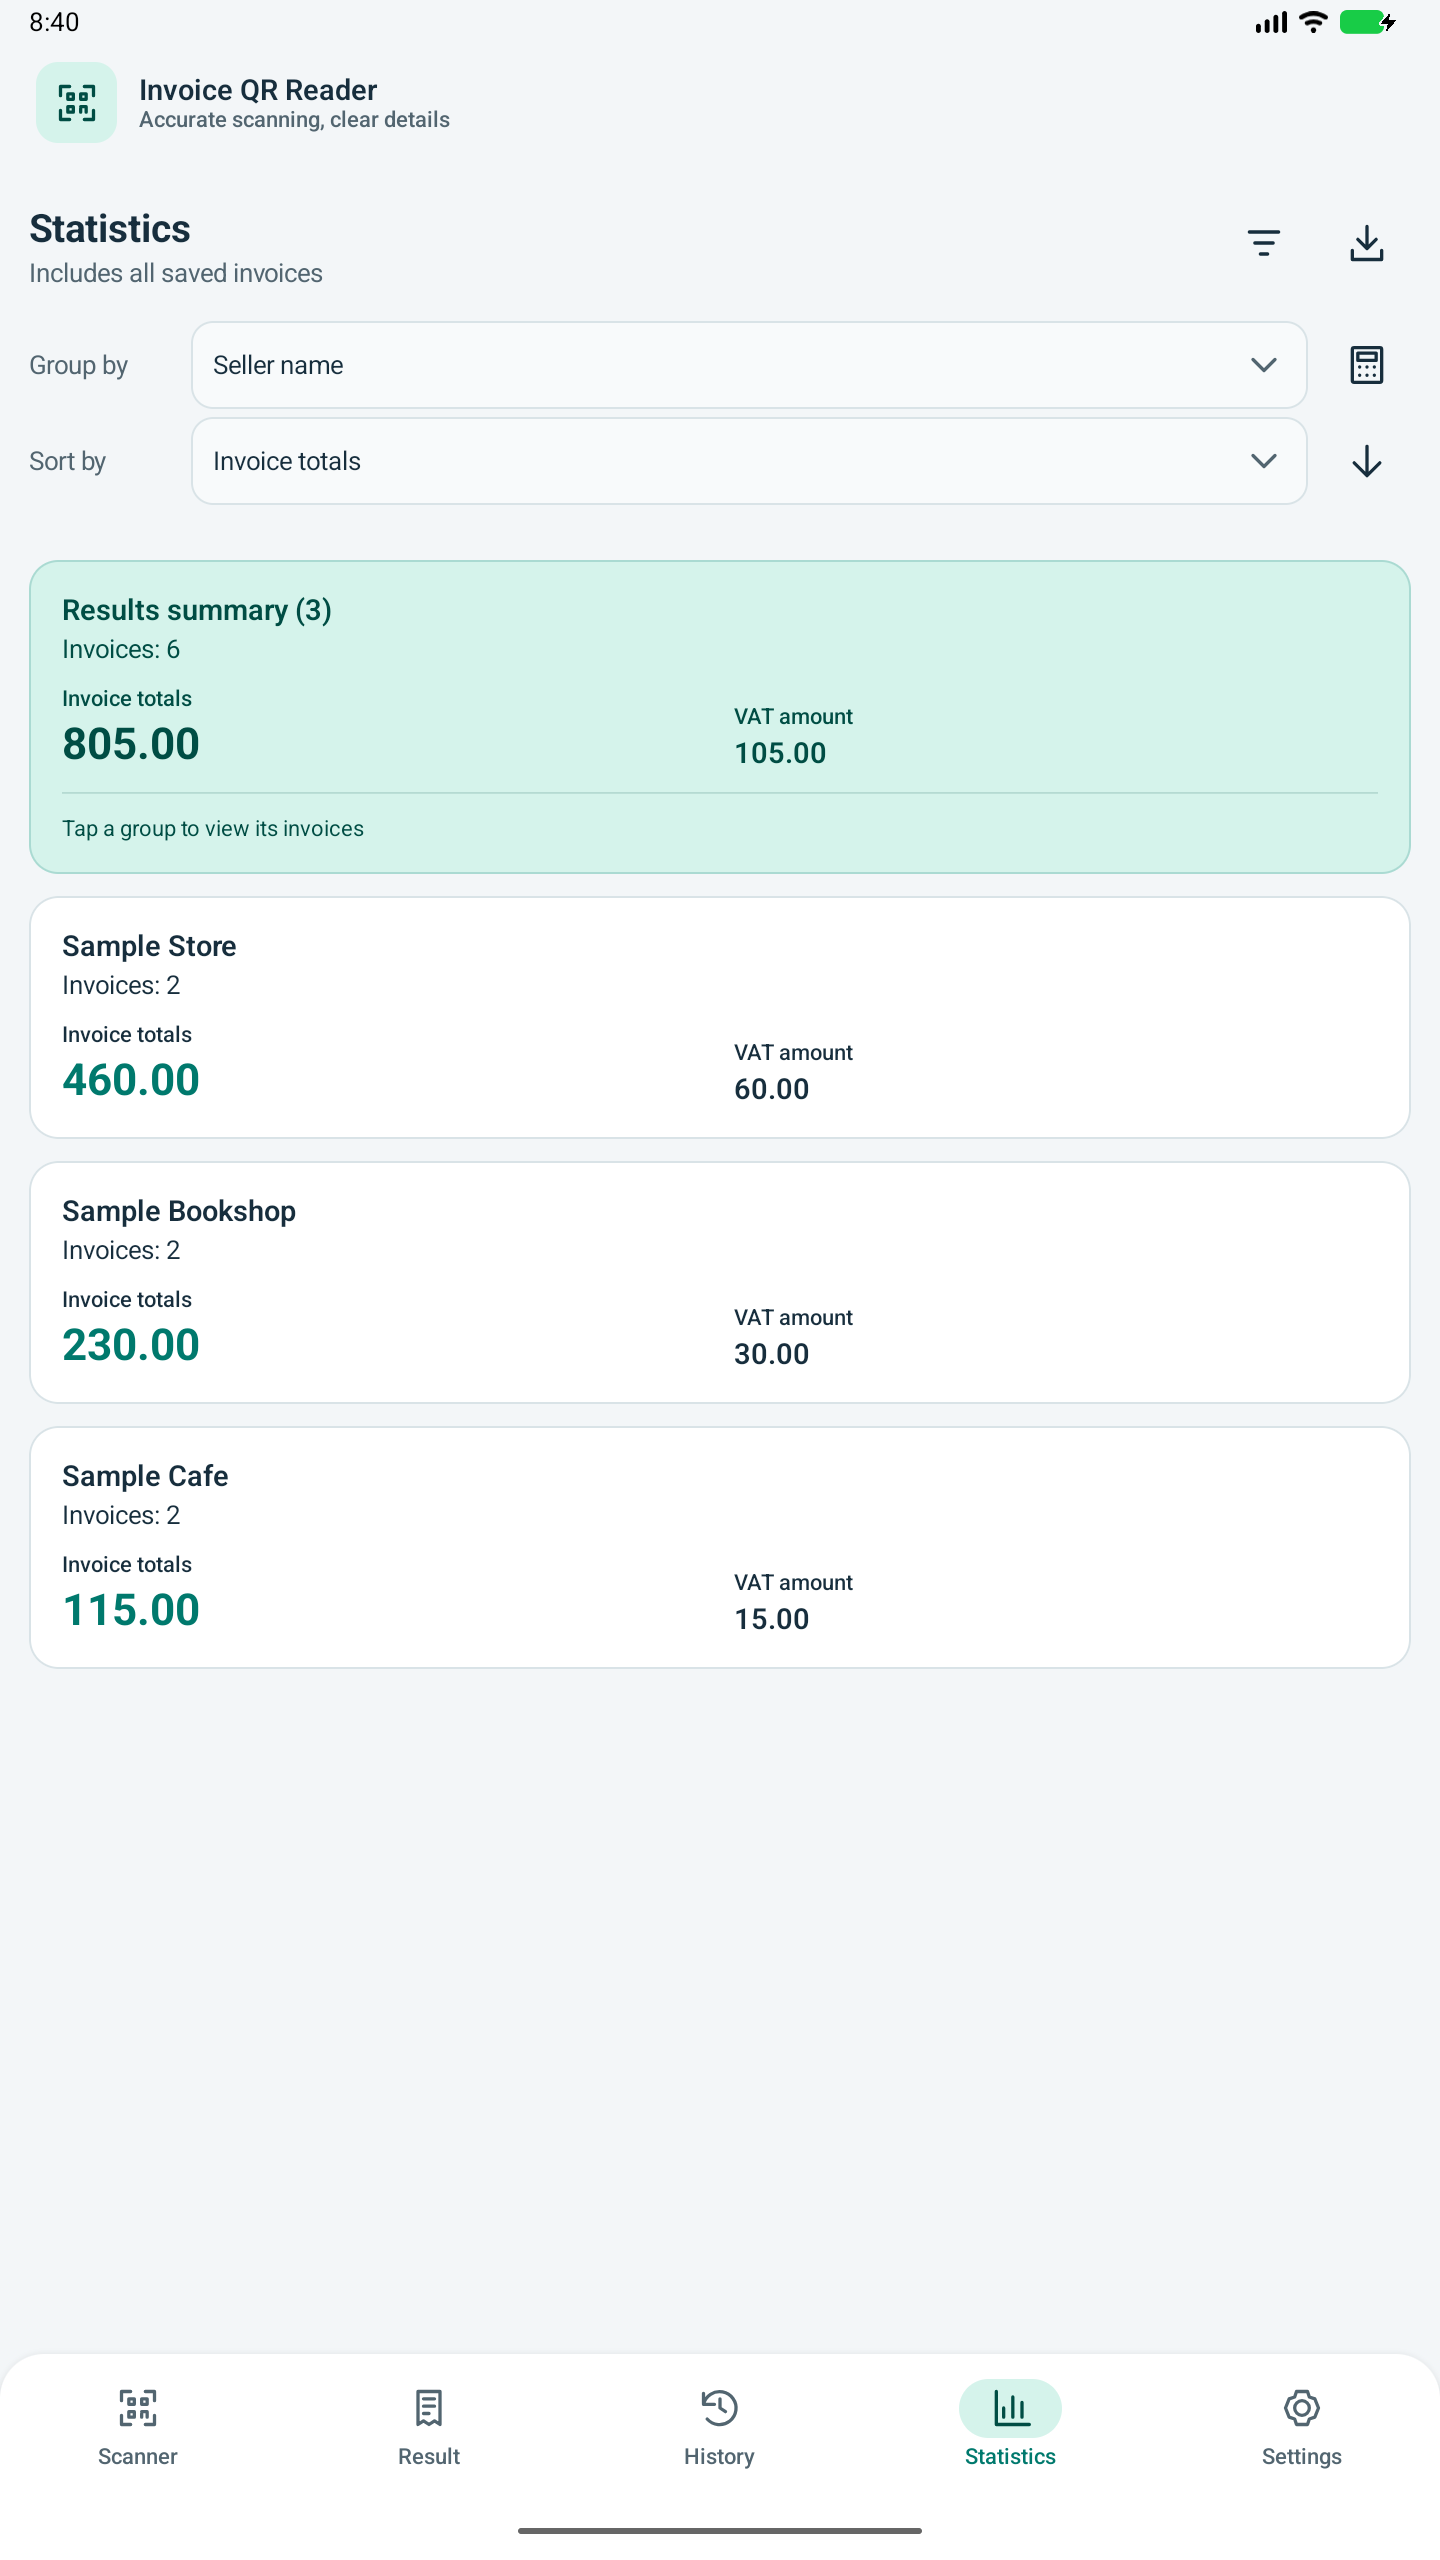 8:40
Invoice QR Reader
Accurate scanning, clear details
Statistics
Includes all saved invoices
Group by
Seller name
Sort by
Invoice totals
Results summary (3)
Invoices: 6
Invoice totals
805.00
VAT amount
105.00
Tap a group to view its invoices
Sample Store
Invoices: 2
Invoice totals
460.00
VAT amount
60.00
Sample Bookshop
Invoices: 2
Invoice totals
230.00
VAT amount
30.00
Sample Cafe
Invoices: 2
Invoice totals
115.00
VAT amount
15.00
Scanner
Result
History
Statistics
Settings